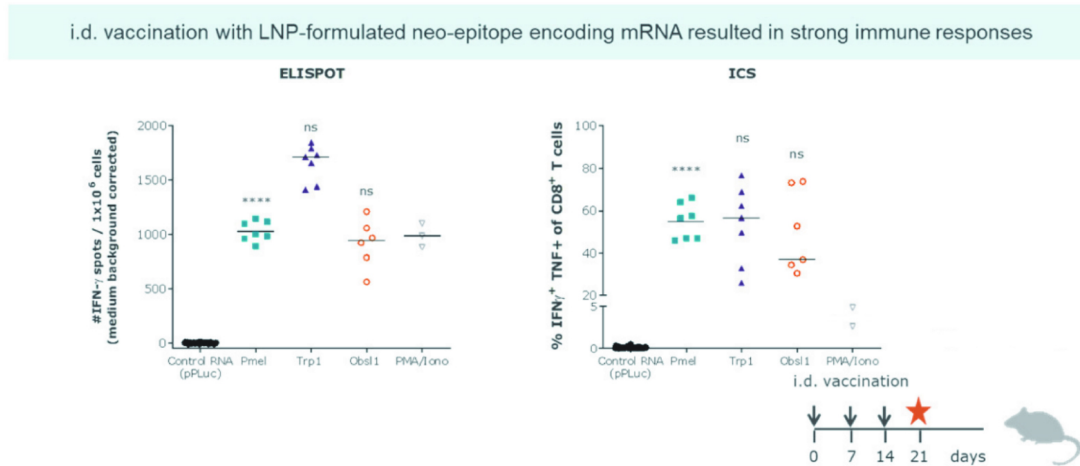 i.d. vaccination with LNP-formulated neo-epitope encoding mRNA resulted in strong immune responses
ELISPOT
#IFN-γ spots / 1x10⁶ cells
(medium background corrected)
2000
1500
1000
500
0
****
ns
ns
Control RNA
(pPLuc)
Pmel
Trp1
Obsl1
PMA/Iono
ICS
% IFNγ⁺ TNF+ of CD8⁺ T cells
100
80
60
40
20
5
0
****
ns
ns
Control RNA
(pPLuc)
Pmel
Trp1
Obsl1
PMA/Iono
i.d. vaccination
0 7 14 21 days